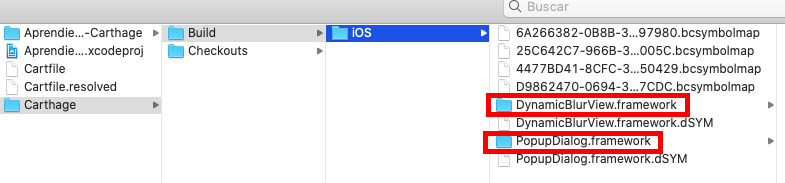 Buscar
Aprendie...-Carthage
Aprendie....xcodeproj
Cartfile
Cartfile.resolved
Carthage
Build
Checkouts
iOS
6A266382-0B8B-3...97980.bcsymbolmap
25C642C7-966B-3...005C.bcsymbolmap
4477BD41-8CFC-3...50429.bcsymbolmap
D9862470-0694-3...7CDC.bcsymbolmap
DynamicBlurView.framework
DynamicBlurView.framework.dSYM
PopupDialog.framework
PopupDialog.framework.dSYM